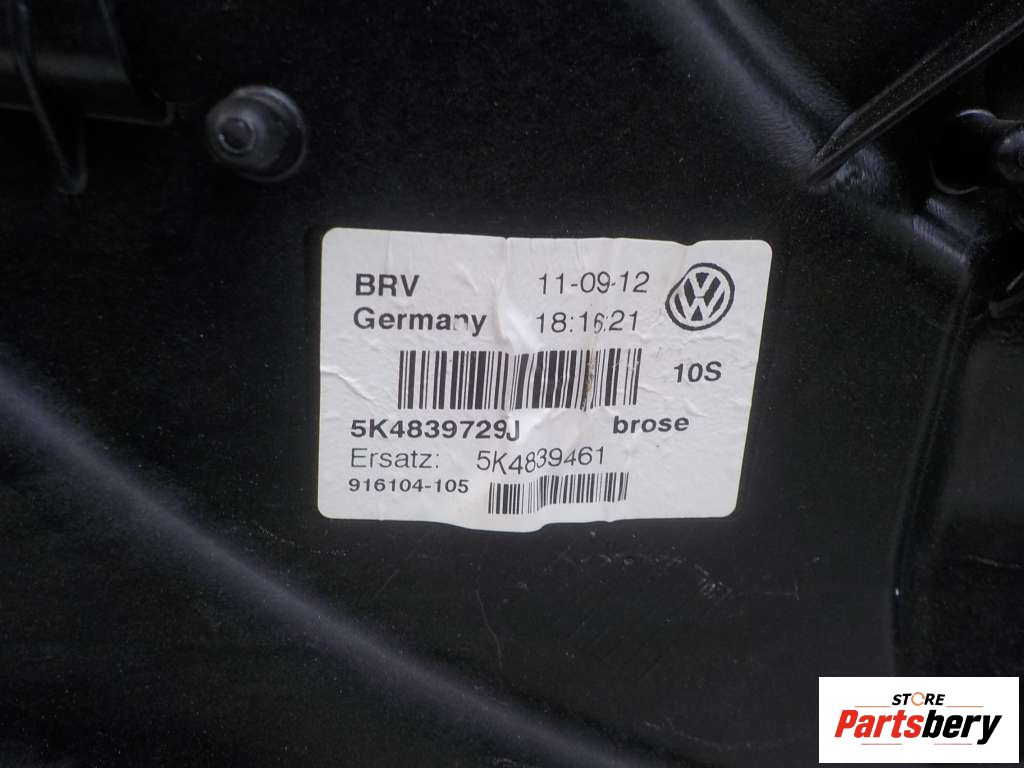 BRV 11-09-12
Germany 18:16:21
10S
5K4839729J brose
Ersatz: 5K4839461
916104-105
STORE
Partsbery